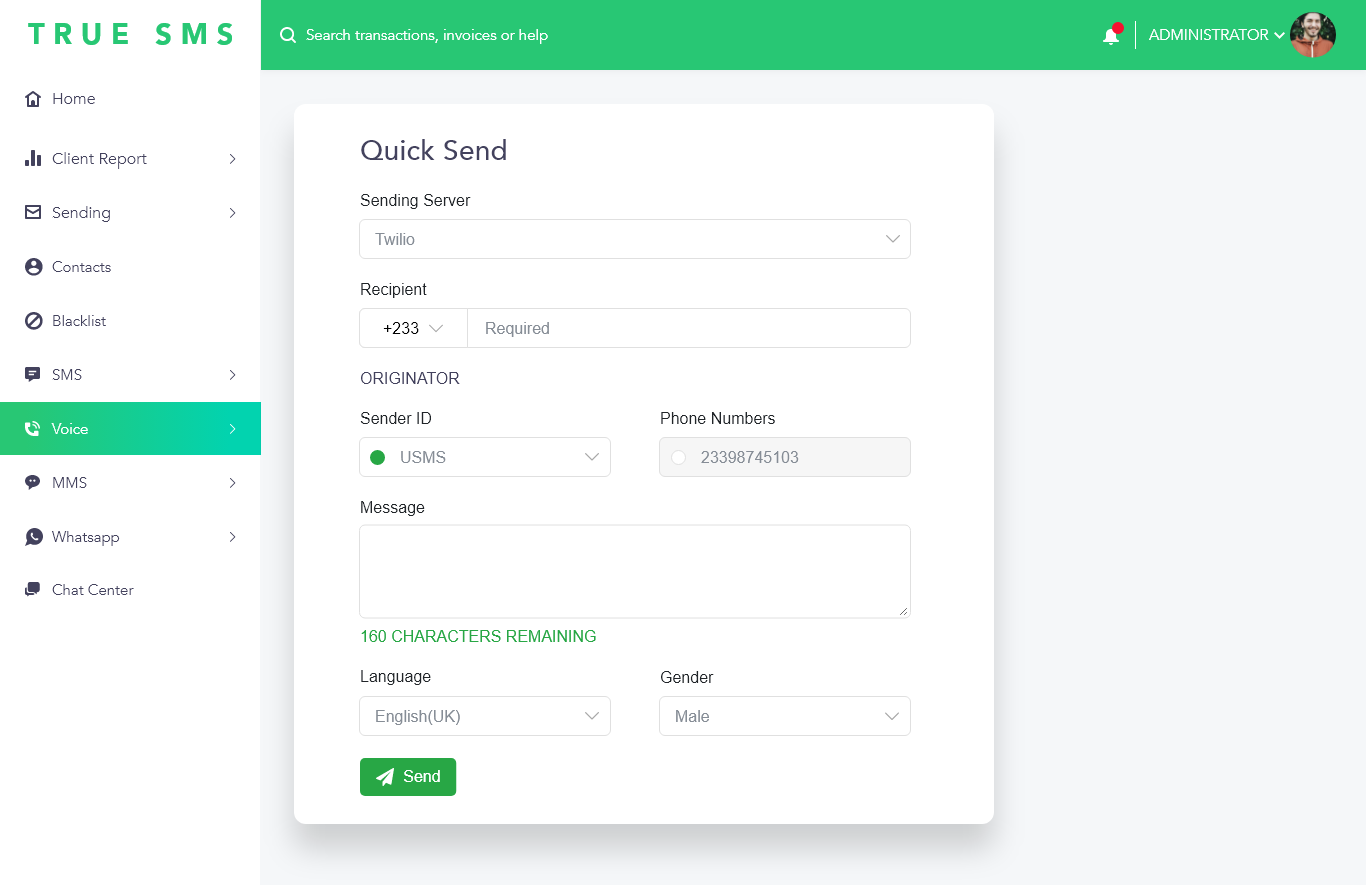 TRUE SMS
Search transactions, invoices or help
ADMINISTRATOR
Home
Client Report
Sending
Contacts
Blacklist
SMS
Voice
MMS
Whatsapp
Chat Center
Quick Send
Sending Server
Twilio
Recipient
+233 Required
ORIGINATOR
Sender ID Phone Numbers
USMS 23398745103
Message
160 CHARACTERS REMAINING
Language Gender
English(UK) Male
Send